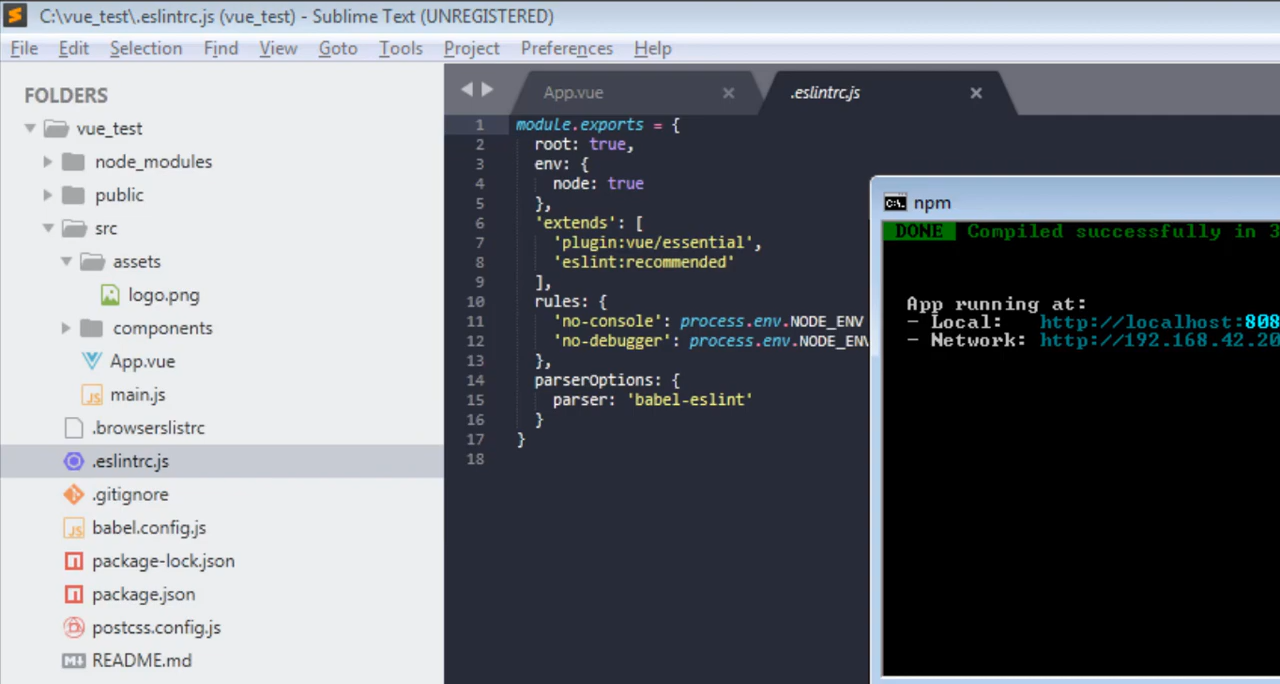 C:\vue_test\.eslintrc.js (vue_test) - Sublime Text (UNREGISTERED)
File Edit Selection Find View Goto Tools Project Preferences Help
FOLDERS
vue_test
node_modules
public
src
assets
logo.png
components
App.vue
main.js
.browserslistrc
.eslintrc.js
.gitignore
babel.config.js
package-lock.json
package.json
postcss.config.js
README.md
App.vue × .eslintrc.js ×
1 module.exports = {
2 root: true,
3 env: {
4 node: true
5 },
6 'extends': [
7 'plugin:vue/essential',
8 'eslint:recommended'
9 ],
10 rules: {
11 'no-console': process.env.NODE_ENV
12 'no-debugger': process.env.NODE_ENV
13 },
14 parserOptions: {
15 parser: 'babel-eslint'
16 }
17 }
18
C:\. npm
DONE Compiled successfully in 3
App running at:
- Local: http://localhost:808
- Network: http://192.168.42.20